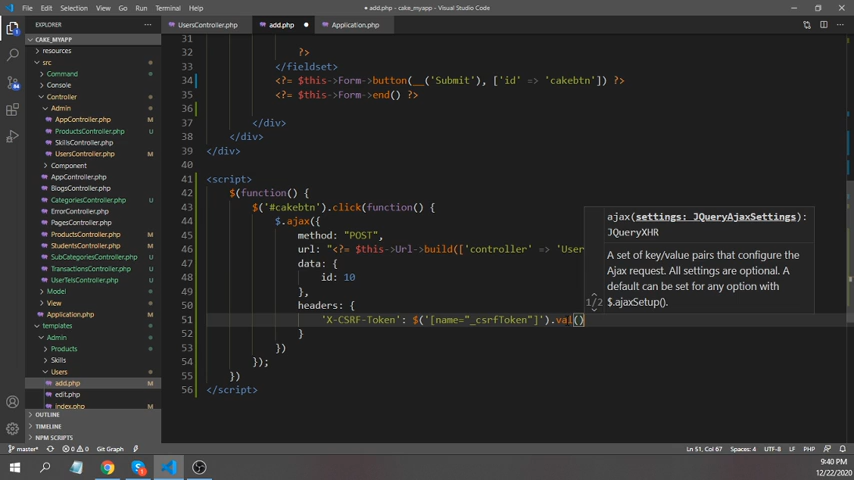 File Edit Selection View Go Run Terminal Help
● add.php - cake_myapp - Visual Studio Code
EXPLORER ···
UsersController.php add.php ● Application.php
CAKE_MYAPP
resources
src
Command
Console
Controller
Admin
AppController.php M
ProductsController.php U
SkillsController.php
UsersController.php M
Component
AppController.php
BlogsController.php
CategoriesController.php U
ErrorController.php
PagesController.php
ProductsController.php M
StudentsController.php M
SubCategoriesController.php U
TransactionsController.php U
UserTelsController.php U
Model
View
Application.php M
templates
Admin
Products
Skills
Users
add.php M
edit.php
index.php M
OUTLINE
TIMELINE
NPM SCRIPTS
31
32 ?>
33 </fieldset>
34 <?= $this->Form->button(__('Submit'), ['id' => 'cakebtn']) ?>
35 <?= $this->Form->end() ?>
36
37 </div>
38 </div>
39 </div>
40
41 <script>
42 $(function() {
43 $('#cakebtn').click(function() {
44 $.ajax({
45 method: "POST",
46 url: "<?= $this->Url->build(['controller' => 'User
47 data: {
48 id: 10
49 },
50 headers: {
51 'X-CSRF-Token': $('[name="_csrfToken"]').val()
52 }
53 })
54 });
55 })
56 </script>
ajax(settings: JQueryAjaxSettings):
JQueryXHR
A set of key/value pairs that configure the
Ajax request. All settings are optional. A
default can be set for any option with
1/2 $.ajaxSetup().
master* 0 0 Git Graph Ln 51, Col 67 Spaces: 4 UTF-8 LF PHP
9:40 PM
12/22/2020